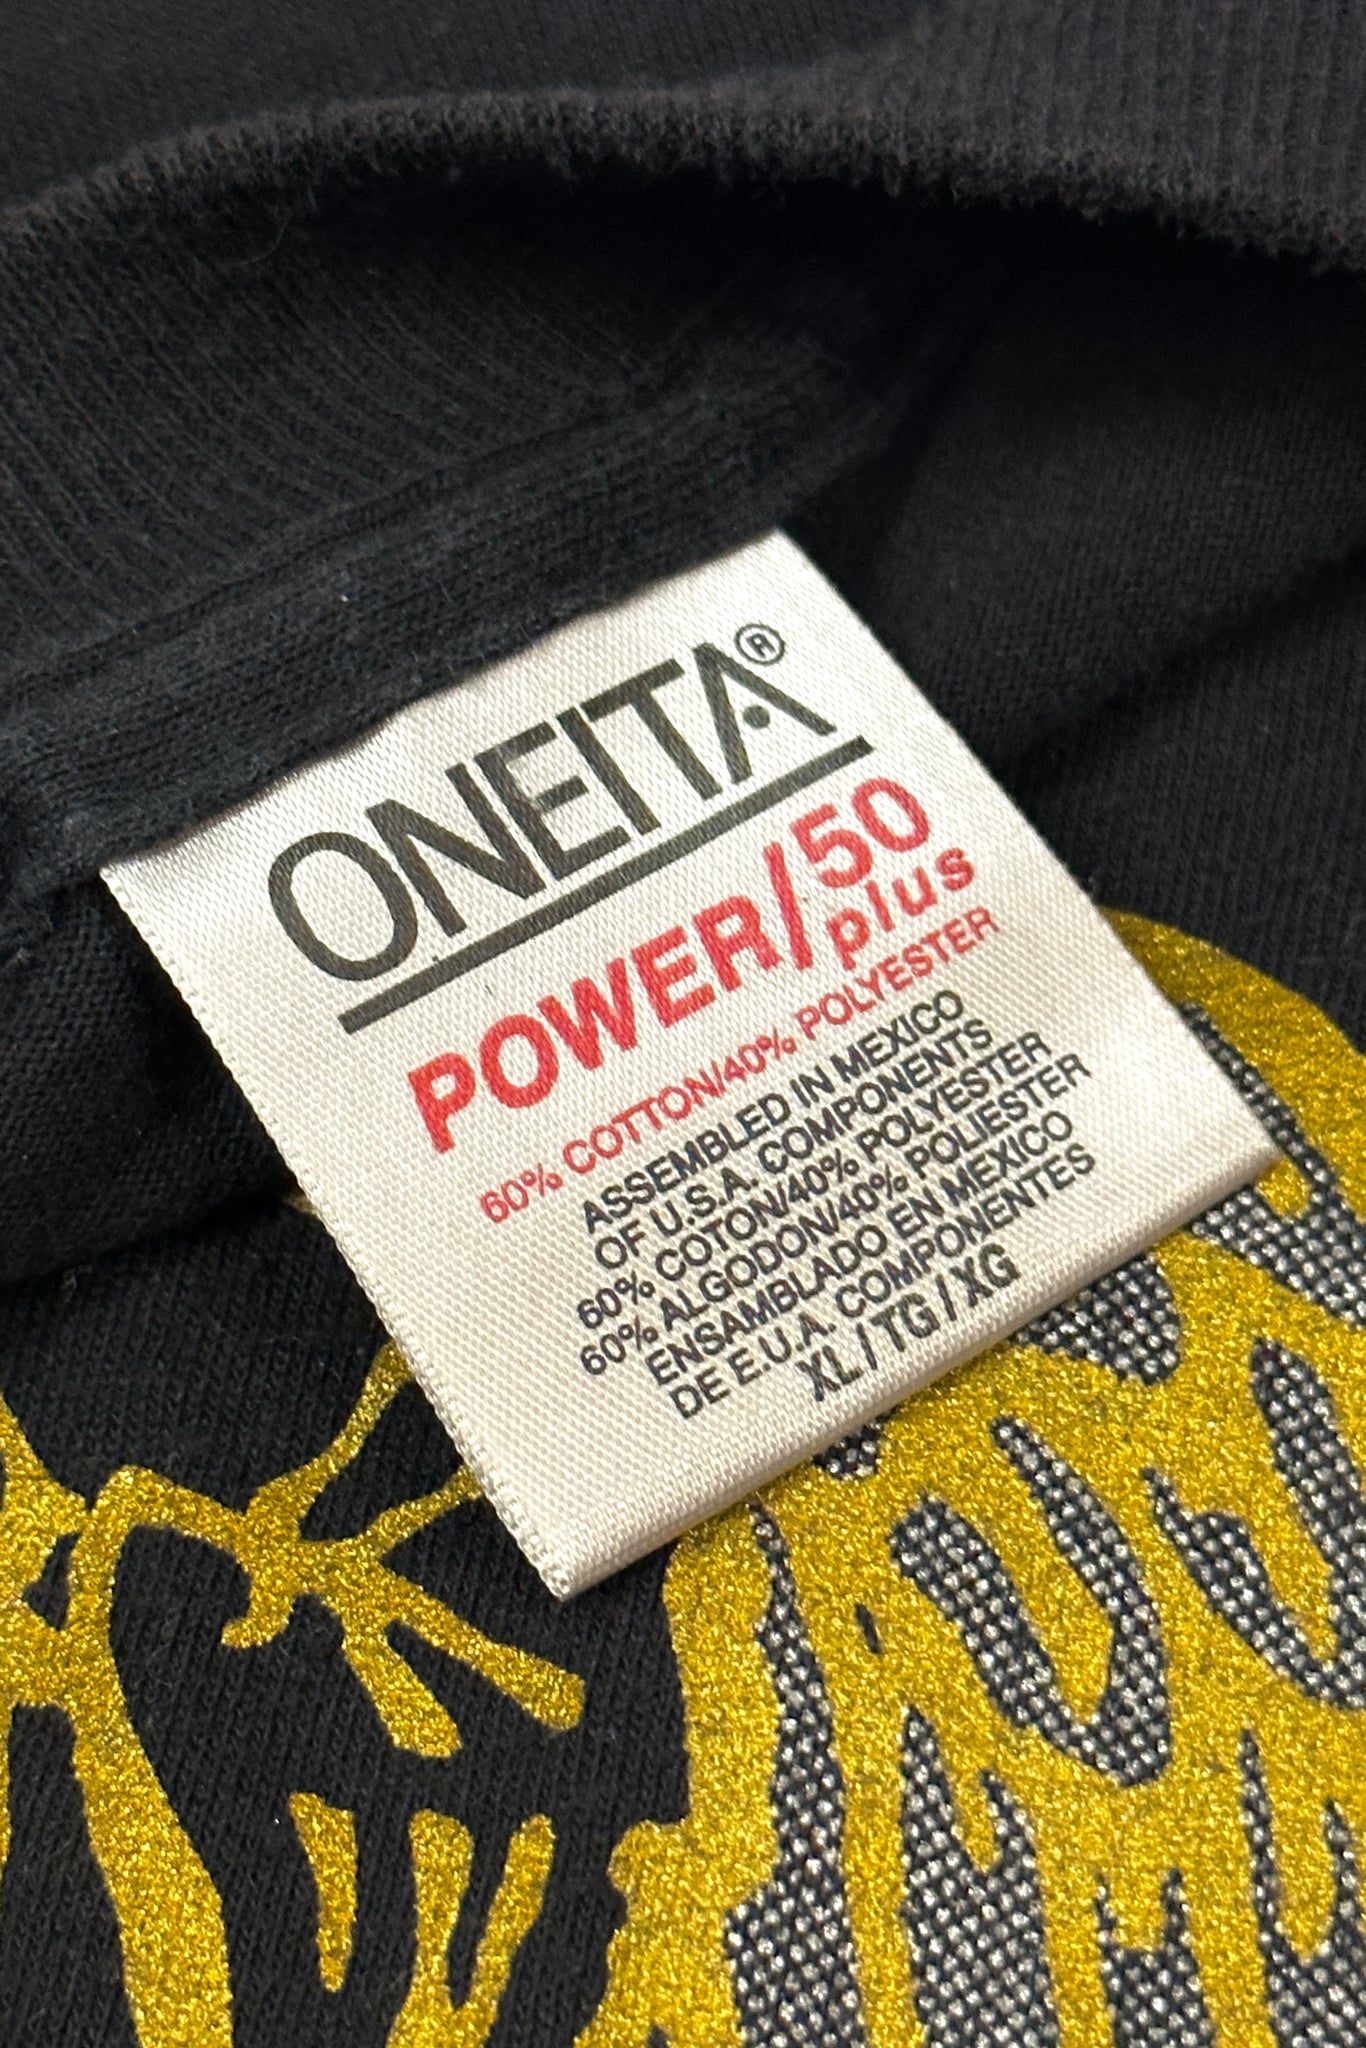 ONEITA®
POWER/50
plus
60% COTTON/40% POLYESTER
ASSEMBLED IN MEXICO
OF U.S.A. COMPONENTS
60% COTON/40% POLYESTER
60% ALGODON/40% POLIESTER
ENSAMBLADO EN MEXICO
DE E.U.A. COMPONENTES
XL / TG / XG